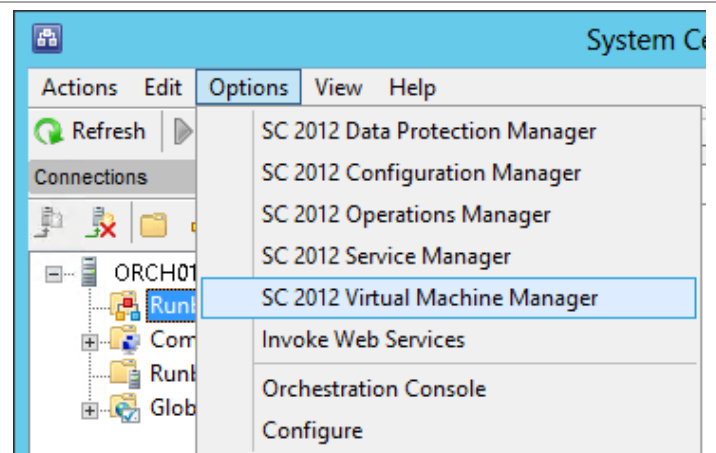 System Ce
Actions Edit Options View Help
Refresh
Connections
SC 2012 Data Protection Manager
SC 2012 Configuration Manager
SC 2012 Operations Manager
SC 2012 Service Manager
SC 2012 Virtual Machine Manager
Invoke Web Services
Orchestration Console
Configure
ORCH01
Runb
Com
Runb
Glob